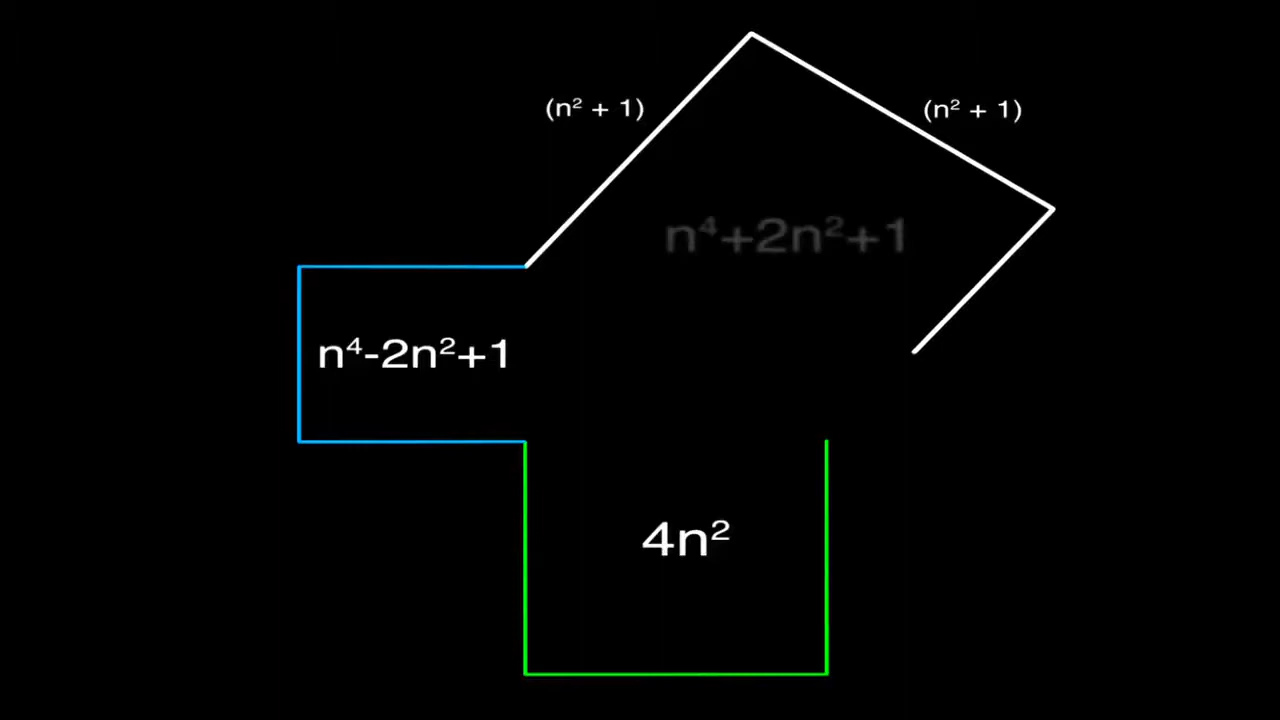 (n² + 1)
(n² + 1)
n⁴+2n²+1
n⁴-2n²+1
4n²